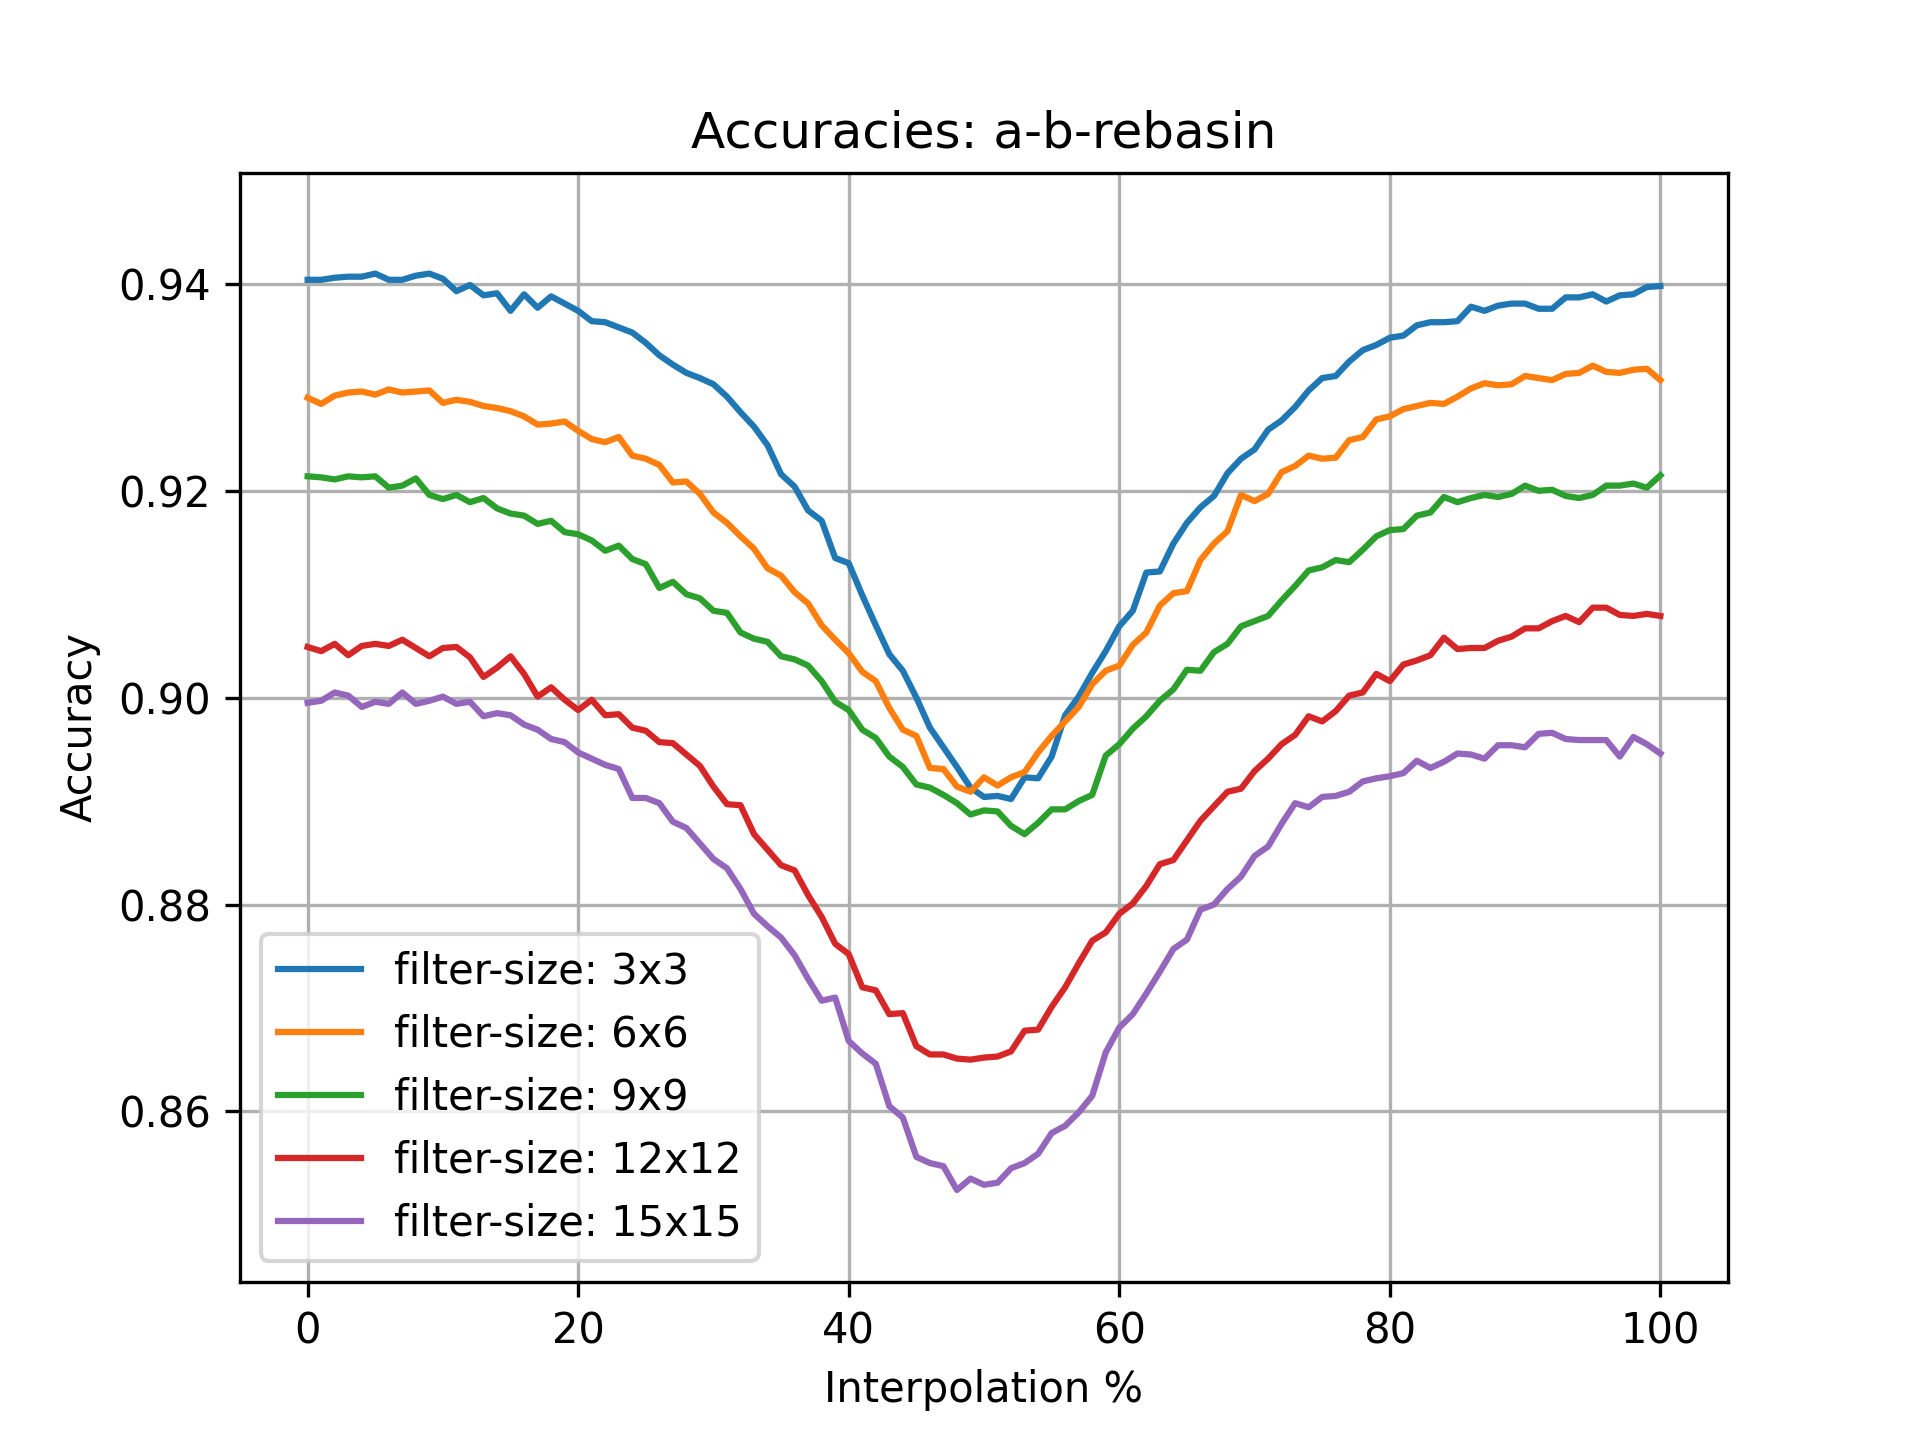 Accuracies: a-b-rebasin
Accuracy
0.94
0.92
0.90
0.88
0.86
filter-size: 3x3
filter-size: 6x6
filter-size: 9x9
filter-size: 12x12
filter-size: 15x15
0 20 40 60 80 100
Interpolation %